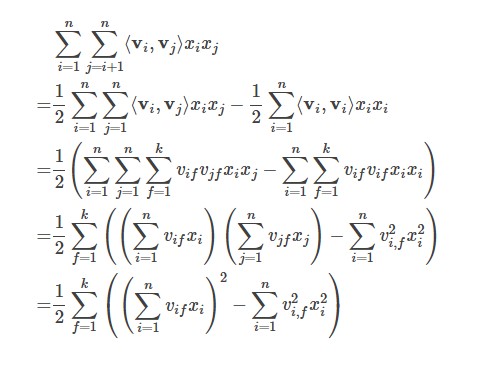 \sum_{i=1}^{n} \sum_{j=i+1}^{n} \langle \mathbf{v}_i, \mathbf{v}_j \rangle x_i x_j
= \frac{1}{2} \sum_{i=1}^{n} \sum_{j=1}^{n} \langle \mathbf{v}_i, \mathbf{v}_j \rangle x_i x_j - \frac{1}{2} \sum_{i=1}^{n} \langle \mathbf{v}_i, \mathbf{v}_i \rangle x_i x_i
= \frac{1}{2} \left( \sum_{i=1}^{n} \sum_{j=1}^{n} \sum_{f=1}^{k} v_{if} v_{jf} x_i x_j - \sum_{i=1}^{n} \sum_{f=1}^{k} v_{if} v_{if} x_i x_i \right)
= \frac{1}{2} \sum_{f=1}^{k} \left( \left( \sum_{i=1}^{n} v_{if} x_i \right) \left( \sum_{j=1}^{n} v_{jf} x_j \right) - \sum_{i=1}^{n} v_{i,f}^2 x_i^2 \right)
= \frac{1}{2} \sum_{f=1}^{k} \left( \left( \sum_{i=1}^{n} v_{if} x_i \right)^2 - \sum_{i=1}^{n} v_{i,f}^2 x_i^2 \right)